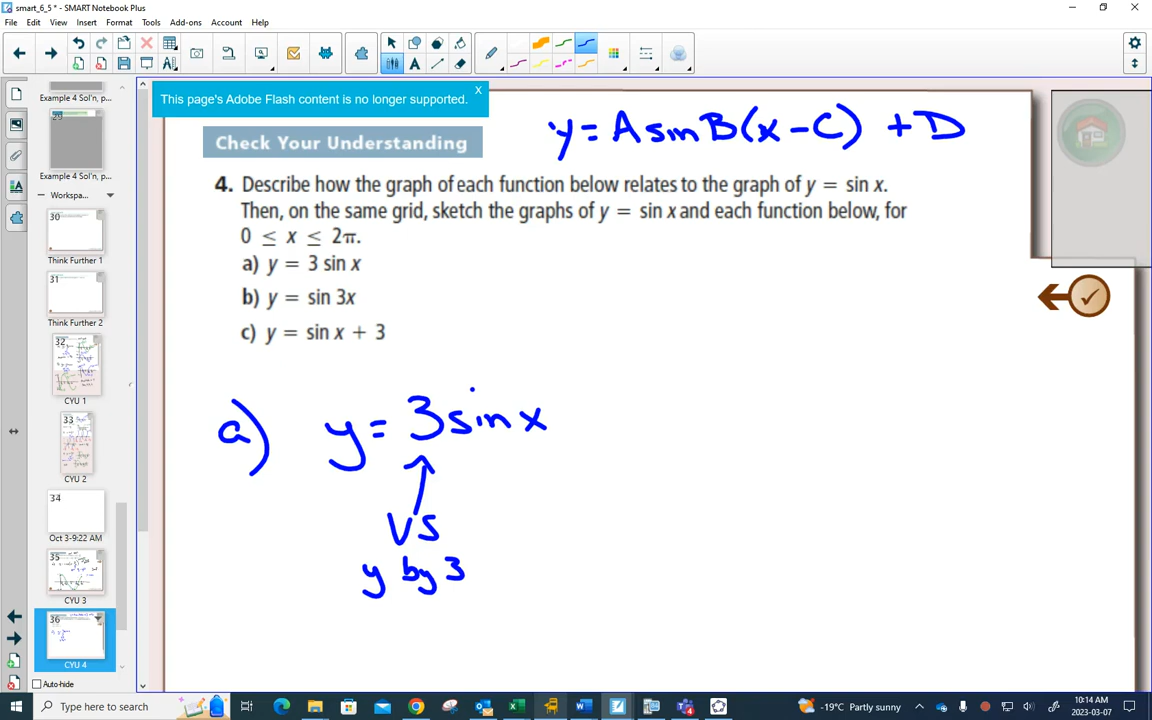 smart_6_5 * - SMART Notebook Plus
File Edit View Insert Format Tools Add-ons Account Help
This page's Adobe Flash content is no longer supported.
X
y = A sin B(x - C) + D
Check Your Understanding
4. Describe how the graph of each function below relates to the graph of y = sin x.
Then, on the same grid, sketch the graphs of y = sin x and each function below, for
0 ≤ x ≤ 2π.
a) y = 3 sin x
b) y = sin 3x
c) y = sin x + 3
a) y = 3 sin x
VS
y by 3
Example 4 Sol'n, p...
29
Example 4 Sol'n, p...
Workspa...
30
Think Further 1
31
Think Further 2
32
CYU 1
33
CYU 2
34
Oct 3-9:22 AM
35
CYU 3
36
CYU 4
Auto-hide
Type here to search
-19°C Partly sunny
10:14 AM
2023-03-07